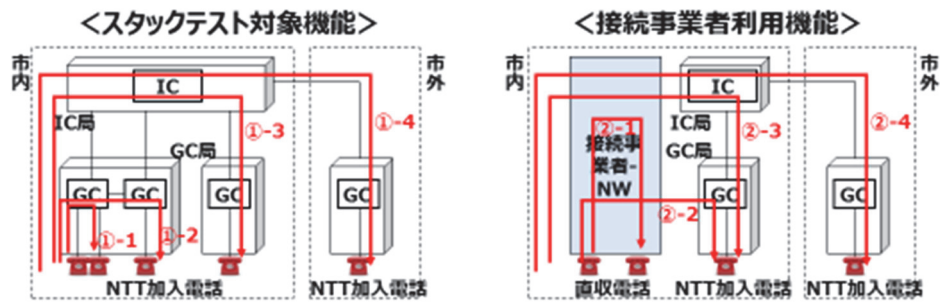 ＜スタックテスト対象機能＞
市内
IC
IC局
①-3
GC局
GC
GC
GC
①-1
①-2
NTT加入電話
市外
①-4
GC
NTT加入電話
＜接続事業者利用機能＞
市内
②-1
接続事
業者-
NW
直収電話
IC
IC局
②-3
GC局
GC
②-2
NTT加入電話
市外
②-4
GC
NTT加入電話